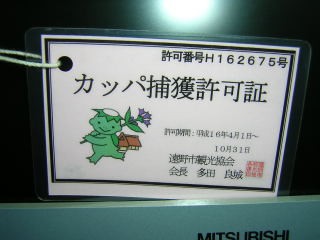 許可番号H162675号
カッパ捕獲許可証
許可期間:平成16年4月1日～
10月31日
遠野市観光協会
会長 多田 良城
MITSUBISHI